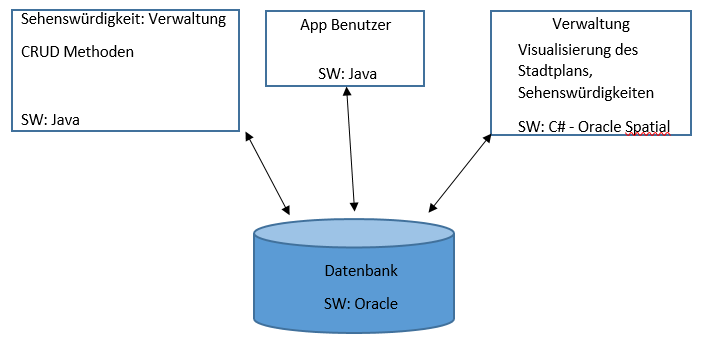 Sehenswürdigkeit: Verwaltung
CRUD Methoden
SW: Java
App Benutzer
SW: Java
Verwaltung
Visualisierung des
Stadtplans,
Sehenswürdigkeiten
SW: C# - Oracle Spatial
Datenbank
SW: Oracle